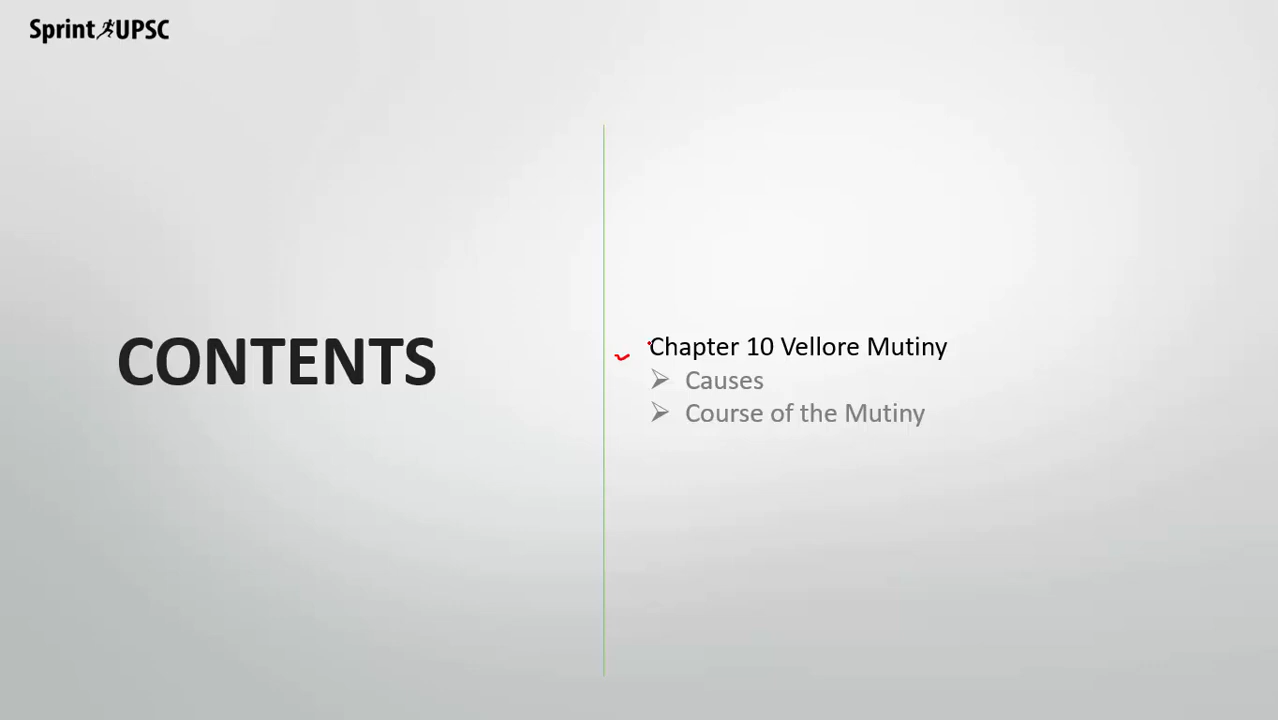 Sprint UPSC
CONTENTS
Chapter 10 Vellore Mutiny
Causes
Course of the Mutiny